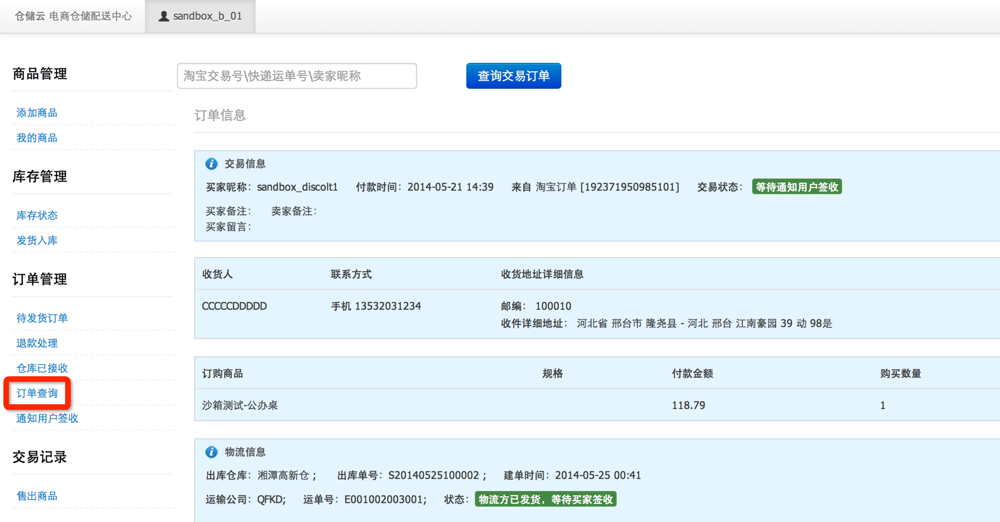 仓储云 电商仓储配送中心 sandbox_b_01
商品管理
添加商品
我的商品
库存管理
库存状态
发货入库
订单管理
待发货订单
退款处理
仓库已接收
订单查询
通知用户签收
交易记录
售出商品
淘宝交易号\快递运单号\卖家昵称 查询交易订单
订单信息
交易信息
买家昵称：sandbox_discolt1 付款时间：2014-05-21 14:39 来自 淘宝订单 [192371950985101] 交易状态： 等待通知用户签收
买家备注： 卖家备注：
买家留言：
收货人 联系方式 收货地址详细信息
CCCCCDDDDD 手机 13532031234 邮编： 100010
收件详细地址： 河北省 邢台市 隆尧县 - 河北 邢台 江南豪园 39 动 98是
订购商品 规格 付款金额 购买数量
沙箱测试-公办桌 118.79 1
物流信息
出库仓库：湘潭高新仓； 出库单号：S20140525100002； 建单时间：2014-05-25 00:41
运输公司：QFKD; 运单号：E001002003001; 状态：物流方已发货，等待买家签收